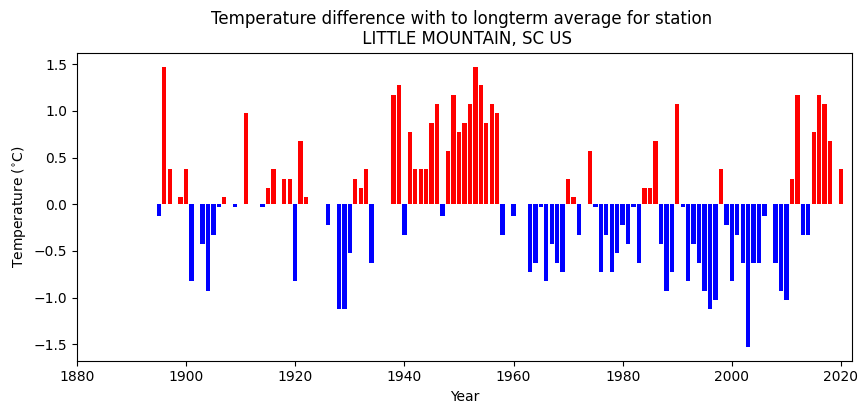 Temperature difference with to longterm average for station
LITTLE MOUNTAIN, SC US
1.5
1.0
0.5
0.0
−0.5
−1.0
−1.5
Temperature (°C)
1880 1900 1920 1940 1960 1980 2000 2020
Year